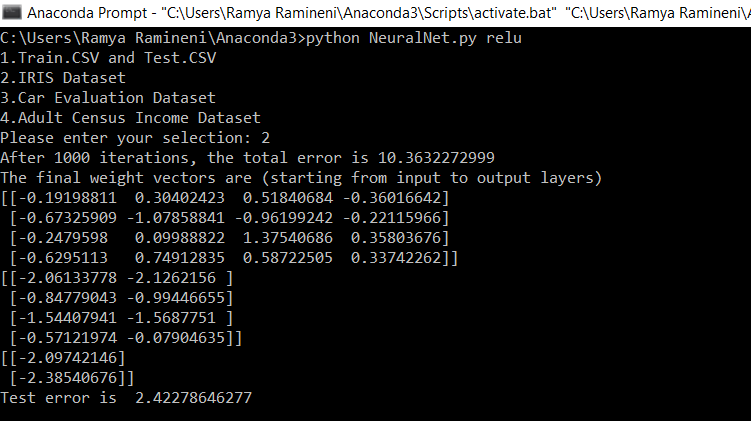 Anaconda Prompt - "C:\Users\Ramya Ramineni\Anaconda3\Scripts\activate.bat" "C:\Users\Ramya Ramineni\A
C:\Users\Ramya Ramineni\Anaconda3>python NeuralNet.py relu
1.Train.CSV and Test.CSV
2.IRIS Dataset
3.Car Evaluation Dataset
4.Adult Census Income Dataset
Please enter your selection: 2
After 1000 iterations, the total error is 10.3632272999
The final weight vectors are (starting from input to output layers)
[[-0.19198811  0.30402423  0.51840684 -0.36016642]
 [-0.67325909 -1.07858841 -0.96199242 -0.22115966]
 [-0.2479598   0.09988822  1.37540686  0.35803676]
 [-0.6295113   0.74912835  0.58722505  0.33742262]]
[[-2.06133778 -2.1262156 ]
 [-0.84779043 -0.99446655]
 [-1.54407941 -1.5687751 ]
 [-0.57121974 -0.07904635]]
[[-2.09742146]
 [-2.38540676]]
Test error is  2.42278646277